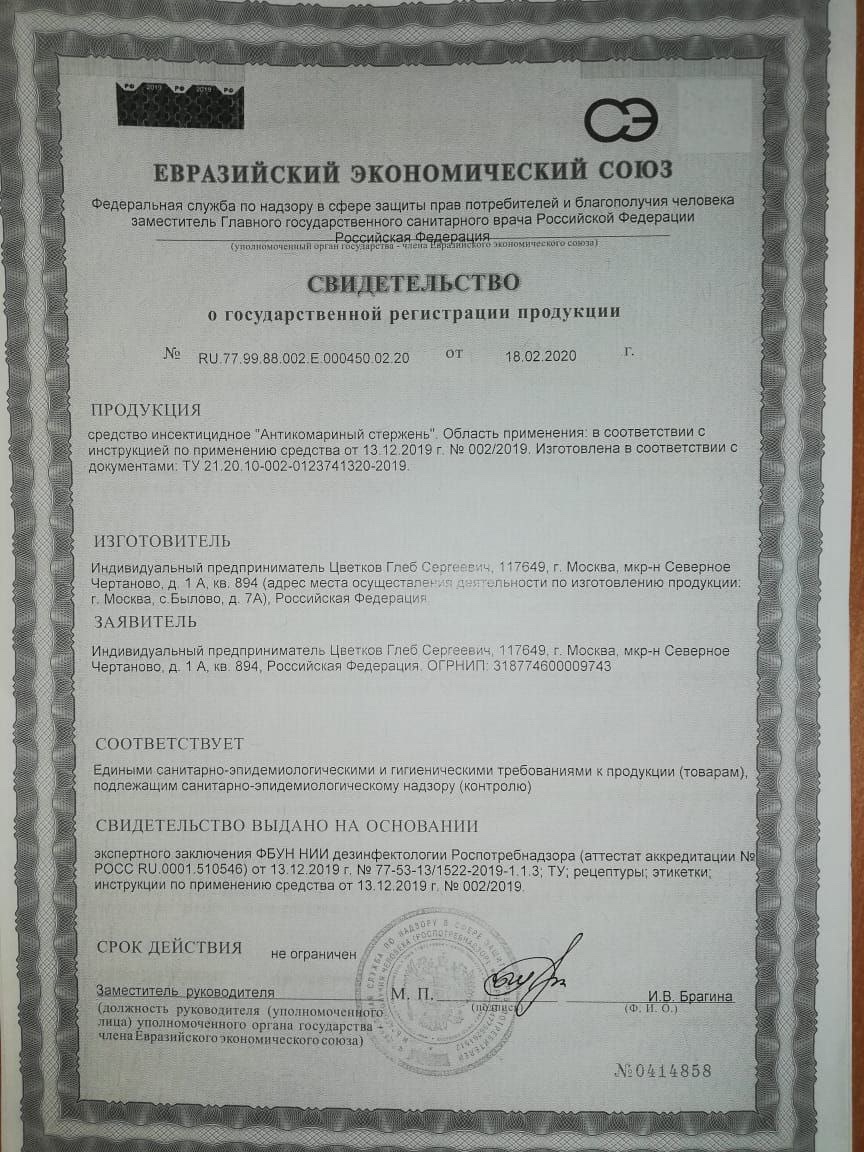 РФ 2019 РФ 2019 РФ
СЭ
ЕВРАЗИЙСКИЙ ЭКОНОМИЧЕСКИЙ СОЮЗ
Федеральная служба по надзору в сфере защиты прав потребителей и благополучия человека
заместитель Главного государственного санитарного врача Российской Федерации
Российская Федерация
(уполномоченный орган государства - члена Евразийского экономического союза)
СВИДЕТЕЛЬСТВО
о государственной регистрации продукции
№ RU.77.99.88.002.Е.000450.02.20 от 18.02.2020 г.
ПРОДУКЦИЯ
средство инсектицидное "Антикомариный стержень". Область применения: в соответствии с
инструкцией по применению средства от 13.12.2019 г. № 002/2019. Изготовлена в соответствии с
документами: ТУ 21.20.10-002-0123741320-2019.
ИЗГОТОВИТЕЛЬ
Индивидуальный предприниматель Цветков Глеб Сергеевич, 117649, г. Москва, мкр-н Северное
Чертаново, д. 1 А, кв. 894 (адрес места осуществления деятельности по изготовлению продукции:
г. Москва, с.Былово, д. 7А), Российская Федерация
ЗАЯВИТЕЛЬ
Индивидуальный предприниматель Цветков Глеб Сергеевич, 117649, г. Москва, мкр-н Северное
Чертаново, д. 1 А, кв. 894, Российская Федерация. ОГРНИП: 318774600009743
СООТВЕТСТВУЕТ
Едиными санитарно-эпидемиологическими и гигиеническими требованиями к продукции (товарам),
подлежащим санитарно-эпидемиологическому надзору (контролю)
СВИДЕТЕЛЬСТВО ВЫДАНО НА ОСНОВАНИИ
экспертного заключения ФБУН НИИ дезинфектологии Роспотребнадзора (аттестат аккредитации №
РОСС RU.0001.510546) от 13.12.2019 г. № 77-53-13/1522-2019-1.1.3; ТУ; рецептуры; этикетки;
инструкции по применению средства от 13.12.2019 г. № 002/2019.
СРОК ДЕЙСТВИЯ не ограничен
Заместитель руководителя М. П. И.В. Брагина
(подпись) (Ф. И. О.)
(должность руководителя (уполномоченного
лица) уполномоченного органа государства -
члена Евразийского экономического союза)
№0414858